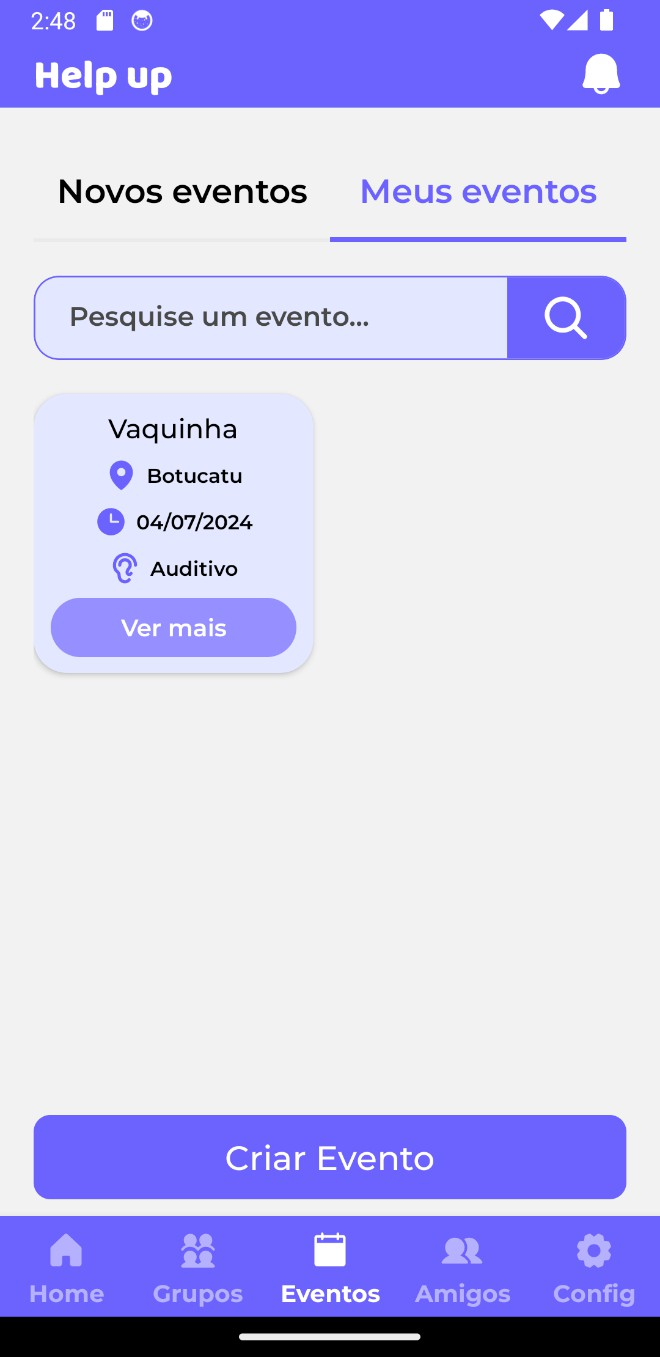 2:48
Help up
Novos eventos Meus eventos
Pesquise um evento...
Vaquinha
Botucatu
04/07/2024
Auditivo
Ver mais
Criar Evento
Home Grupos Eventos Amigos Config